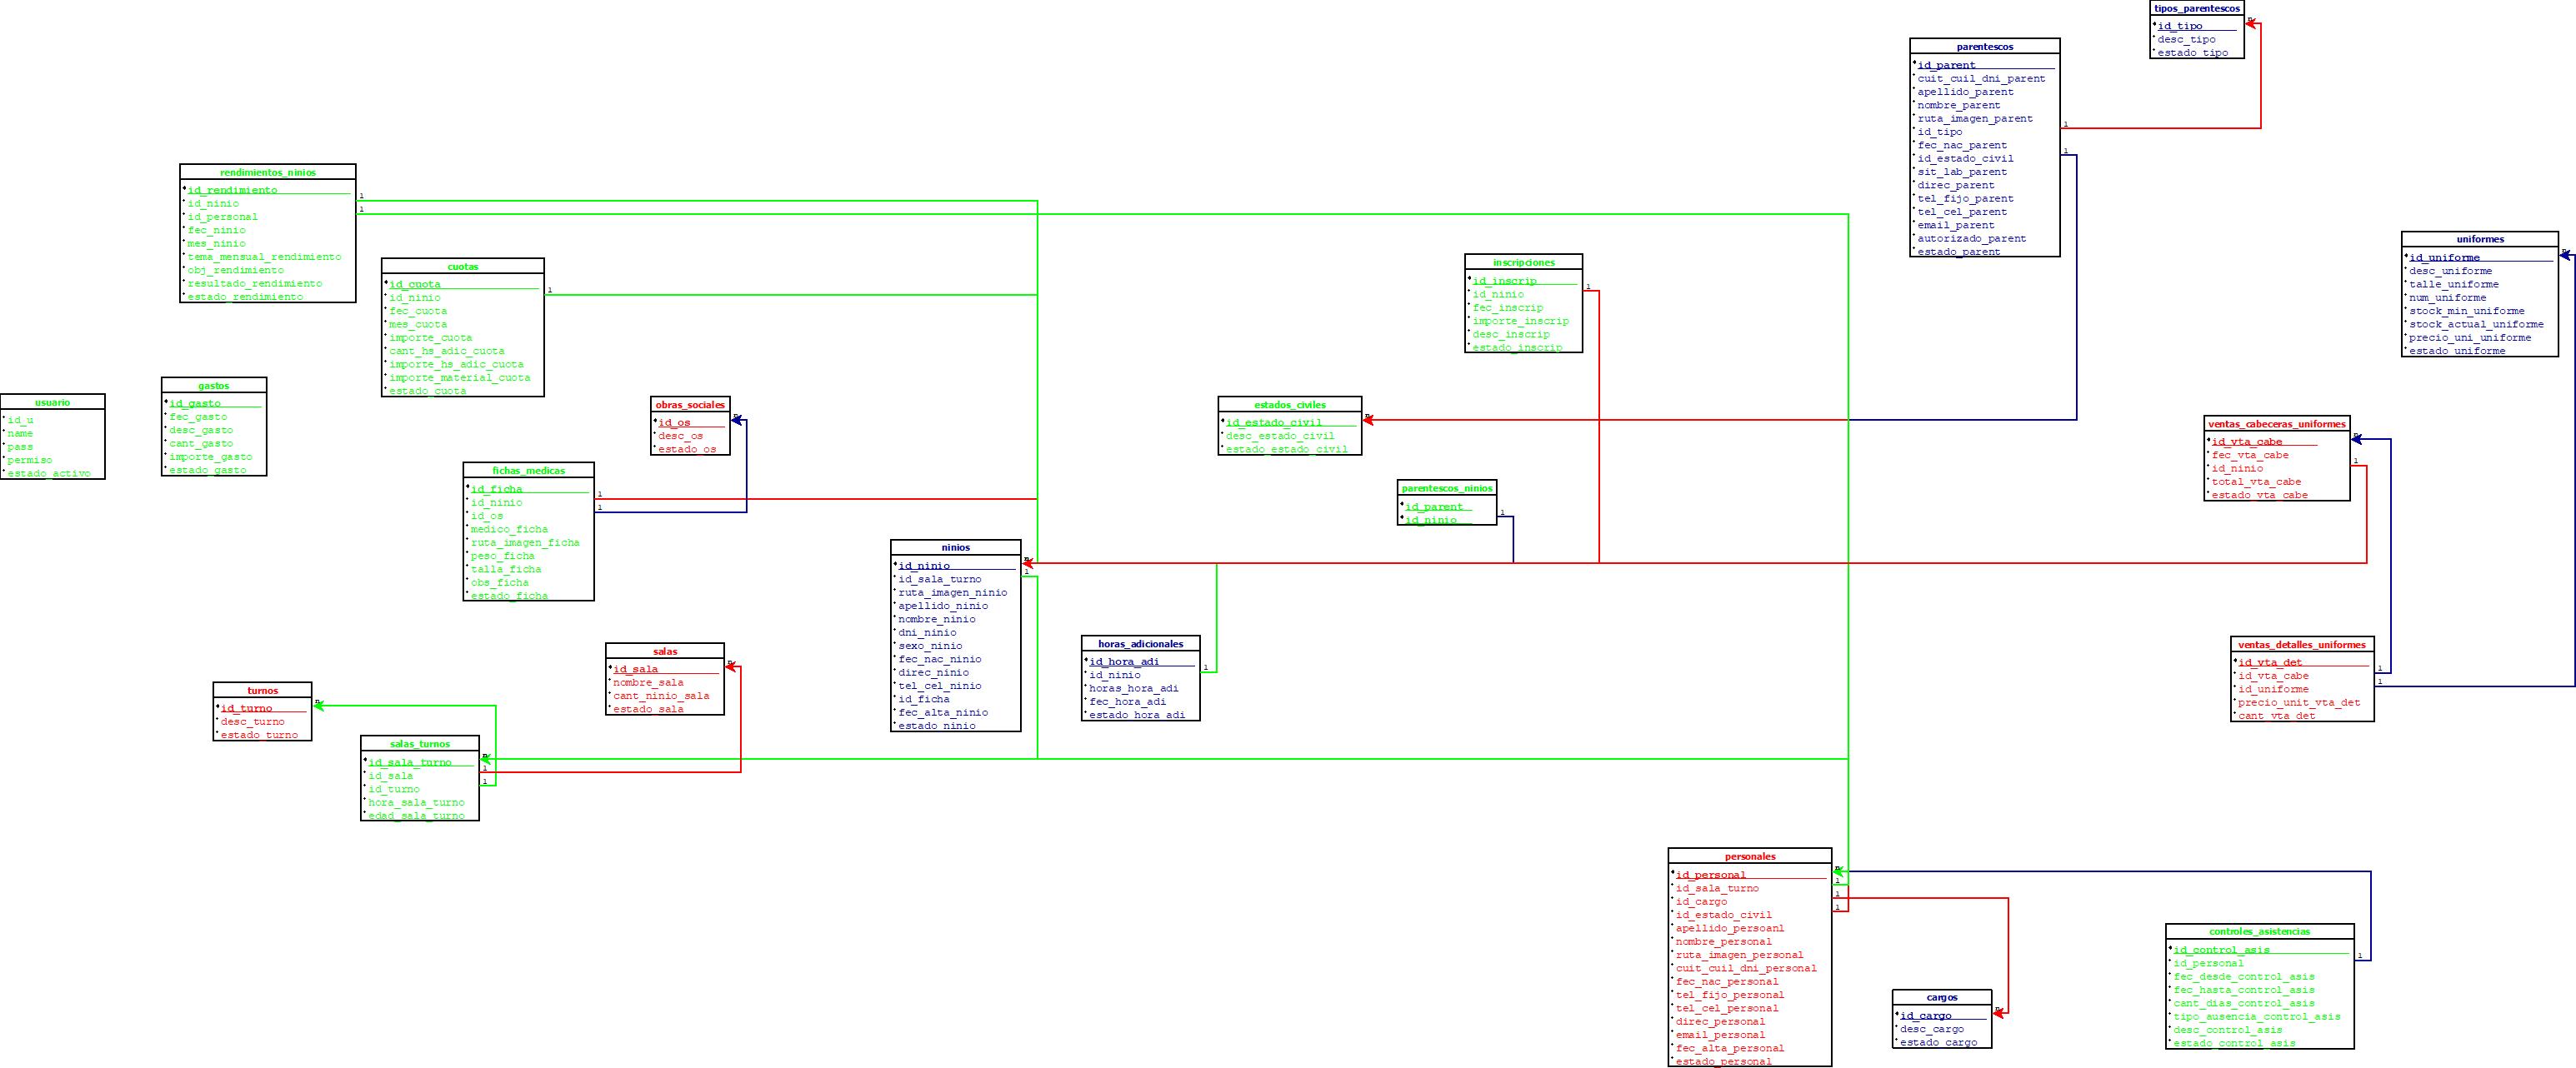 tipos_parentescos
id_tipo
desc_tipo
estado_tipo
parentescos
id_parent
cuit_cuil_dni_parent
apellido_parent
nombre_parent
ruta_imagen_parent
id_tipo
fec_nac_parent
id_estado_civil
sit_lab_parent
direc_parent
tel_fijo_parent
tel_cel_parent
email_parent
autorizado_parent
estado_parent
rendimientos_ninios
id_rendimiento
id_ninio
id_personal
fec_ninio
mes_ninio
tema_mensual_rendimiento
obj_rendimiento
resultado_rendimiento
estado_rendimiento
uniformes
id_uniforme
desc_uniforme
talle_uniforme
num_uniforme
stock_min_uniforme
stock_actual_uniforme
precio_uni_uniforme
estado_uniforme
inscripciones
id_inscrip
id_ninio
fec_inscrip
importe_inscrip
desc_inscrip
estado_inscrip
cuotas
id_cuota
id_ninio
fec_cuota
mes_cuota
importe_cuota
cant_hs_adic_cuota
importe_hs_adic_cuota
importe_material_cuota
estado_cuota
gastos
id_gasto
fec_gasto
desc_gasto
cant_gasto
importe_gasto
estado_gasto
usuario
id_u
name
pass
permiso
estado_activo
obras_sociales
id_os
desc_os
estado_os
estados_civiles
id_estado_civil
desc_estado_civil
estado_estado_civil
ventas_cabeceras_uniformes
id_vta_cabe
fec_vta_cabe
id_ninio
total_vta_cabe
estado_vta_cabe
fichas_medicas
id_ficha
id_ninio
id_os
medico_ficha
ruta_imagen_ficha
peso_ficha
talla_ficha
obs_ficha
estado_ficha
parentescos_ninios
id_parent
id_ninio
ninios
id_ninio
id_sala_turno
ruta_imagen_ninio
apellido_ninio
nombre_ninio
dni_ninio
sexo_ninio
fec_nac_ninio
direc_ninio
tel_cel_ninio
id_ficha
fec_alta_ninio
estado_ninio
horas_adicionales
id_hora_adi
id_ninio
horas_hora_adi
fec_hora_adi
estado_hora_adi
ventas_detalles_uniformes
id_vta_det
id_vta_cabe
id_uniforme
precio_unit_vta_det
cant_vta_det
salas
id_sala
nombre_sala
cant_ninio_sala
estado_sala
turnos
id_turno
desc_turno
estado_turno
salas_turnos
id_sala_turno
id_sala
id_turno
hora_sala_turno
edad_sala_turno
personales
id_personal
id_sala_turno
id_cargo
id_estado_civil
apellido_persoanl
nombre_personal
ruta_imagen_personal
cuit_cuil_dni_personal
fec_nac_personal
tel_fijo_personal
tel_cel_personal
direc_personal
email_personal
fec_alta_personal
estado_personal
controles_asistencias
id_control_asis
id_personal
fec_desde_control_asis
fec_hasta_control_asis
cant_dias_control_asis
tipo_ausencia_control_asis
desc_control_asis
estado_control_asis
cargos
id_cargo
desc_cargo
estado_cargo